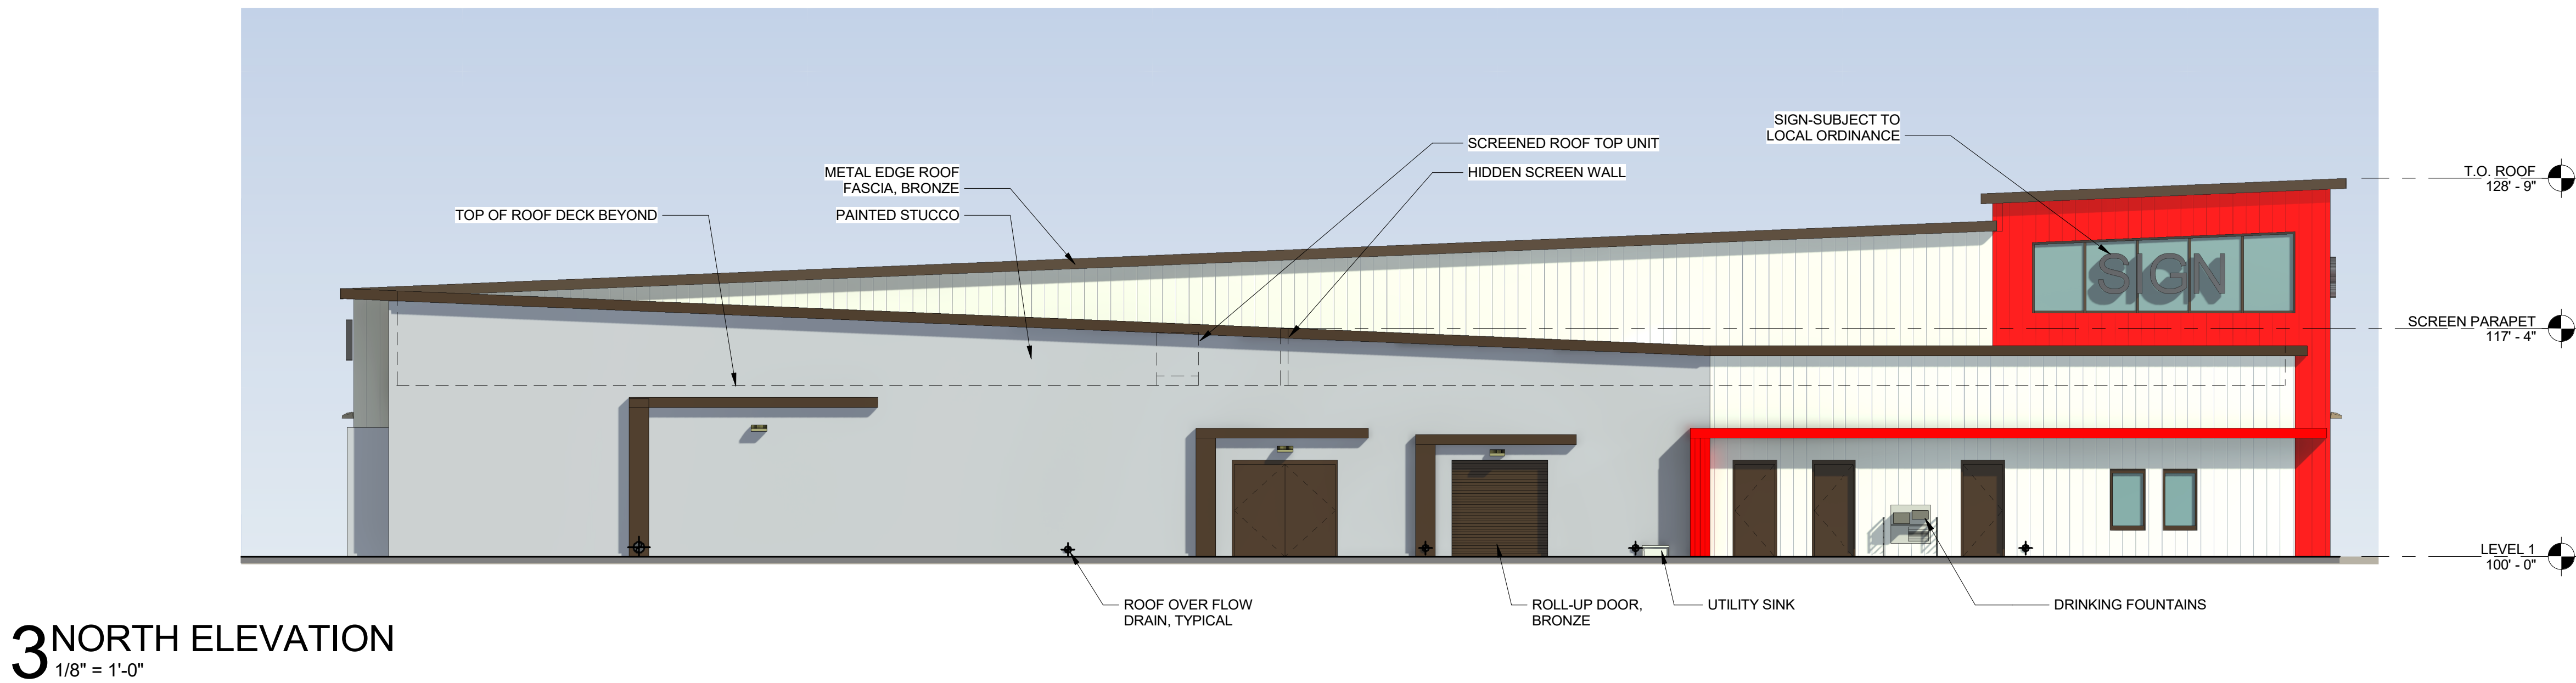 SIGN-SUBJECT TO
LOCAL ORDINANCE
SCREENED ROOF TOP UNIT
METAL EDGE ROOF
FASCIA, BRONZE
HIDDEN SCREEN WALL
T.O. ROOF
128' - 9"
TOP OF ROOF DECK BEYOND
PAINTED STUCCO
SIGN
SCREEN PARAPET
117' - 4"
LEVEL 1
100' - 0"
ROOF OVER FLOW
DRAIN, TYPICAL
ROLL-UP DOOR,
BRONZE
UTILITY SINK
DRINKING FOUNTAINS
3 NORTH ELEVATION
1/8" = 1'-0"